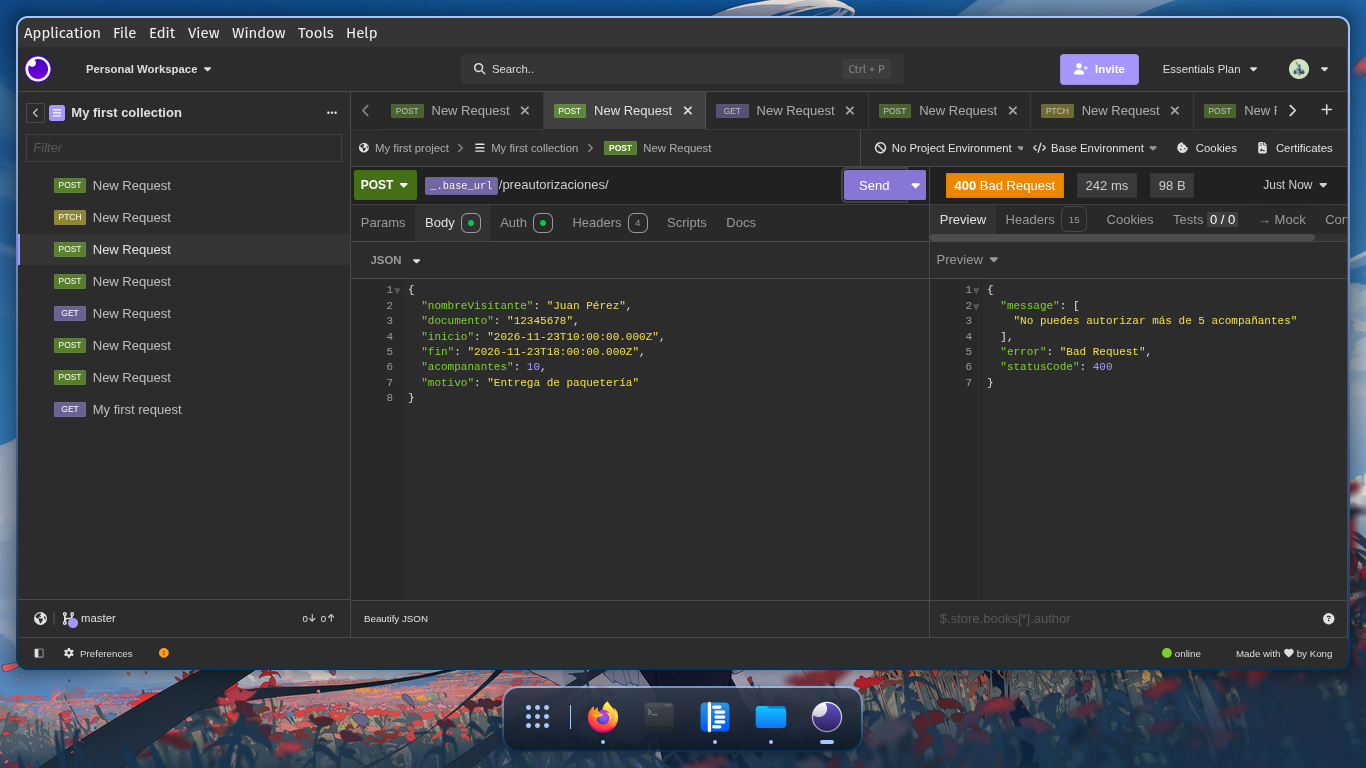 Application File Edit View Window Tools Help
Personal Workspace
Search..
Ctrl + P
Invite
Essentials Plan
My first collection
Filter
POST New Request
PTCH New Request
POST New Request
POST New Request
GET New Request
POST New Request
POST New Request
GET My first request
master
0 0
POST New Request
POST New Request
GET New Request
POST New Request
PTCH New Request
POST New R
My first project
My first collection
POST New Request
No Project Environment
Base Environment
Cookies
Certificates
POST
_.base_url/preautorizaciones/
Send
400 Bad Request
242 ms
98 B
Just Now
Params Body Auth Headers 4 Scripts Docs
Preview Headers 15 Cookies Tests 0 / 0 → Mock Con
JSON
1 {
2 "nombreVisitante": "Juan Pérez",
3 "documento": "12345678",
4 "inicio": "2026-11-23T10:00:00.000Z",
5 "fin": "2026-11-23T18:00:00.000Z",
6 "acompanantes": 10,
7 "motivo": "Entrega de paquetería"
8 }
Preview
1 {
2 "message": [
3 "No puedes autorizar más de 5 acompañantes"
4 ],
5 "error": "Bad Request",
6 "statusCode": 400
7 }
Beautify JSON
$.store.books[*].author
Preferences
online
Made with ♥ by Kong